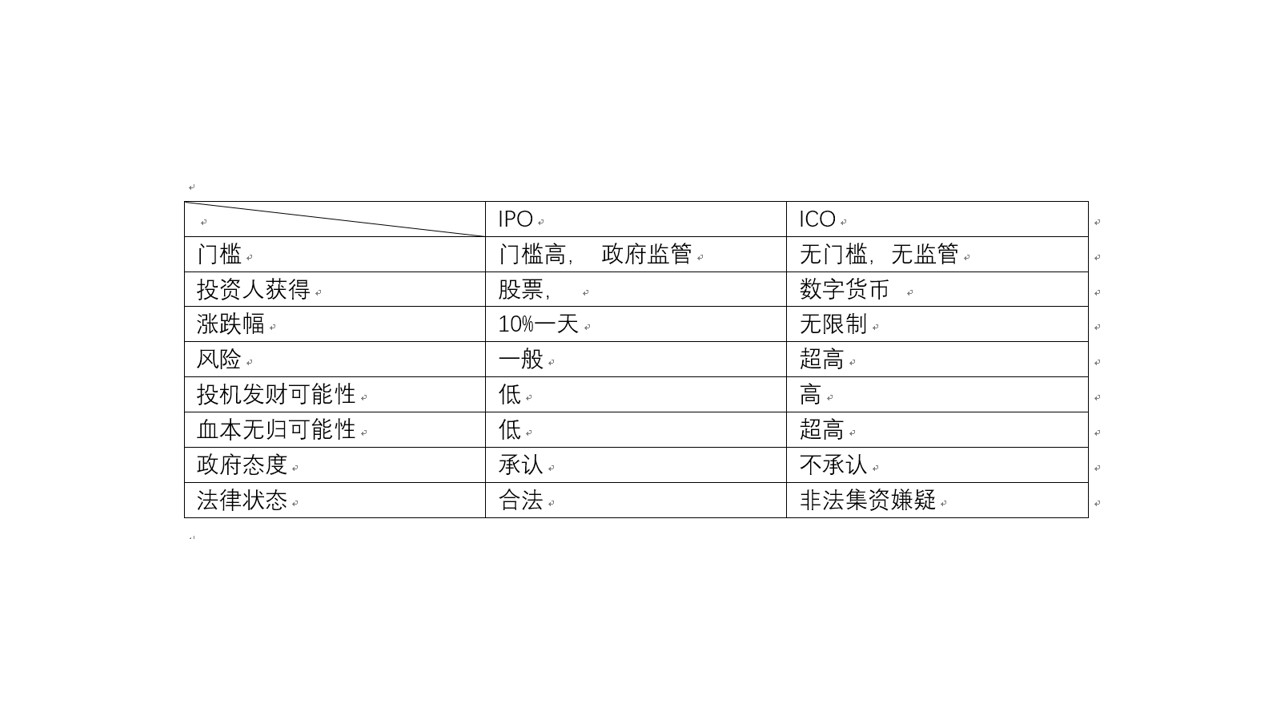 IPO ICO
门槛 门槛高， 政府监管 无门槛，无监管
投资人获得 股票， 数字货币
涨跌幅 10%一天 无限制
风险 一般 超高
投机发财可能性 低 高
血本无归可能性 低 超高
政府态度 承认 不承认
法律状态 合法 非法集资嫌疑